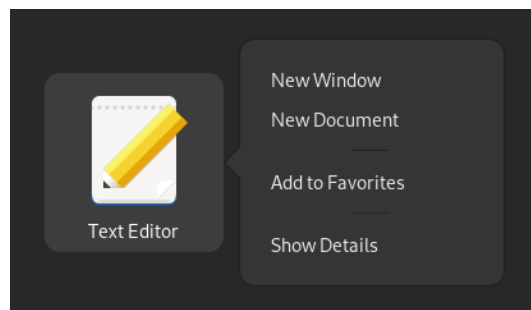 New Window
New Document
Add to Favorites
Show Details
Text Editor